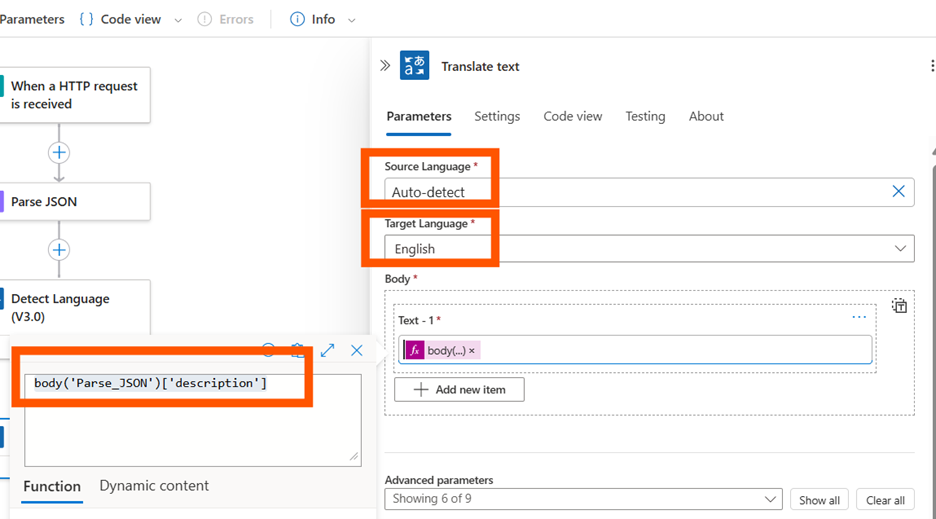 Parameters { } Code view Errors Info
When a HTTP request
is received
Parse JSON
Detect Language
(V3.0)
body('Parse_JSON')['description']
Function Dynamic content
Translate text
Parameters Settings Code view Testing About
Source Language *
Auto-detect
Target Language *
English
Body *
Text - 1 *
fx body(...) ×
Add new item
Advanced parameters
Showing 6 of 9
Show all Clear all